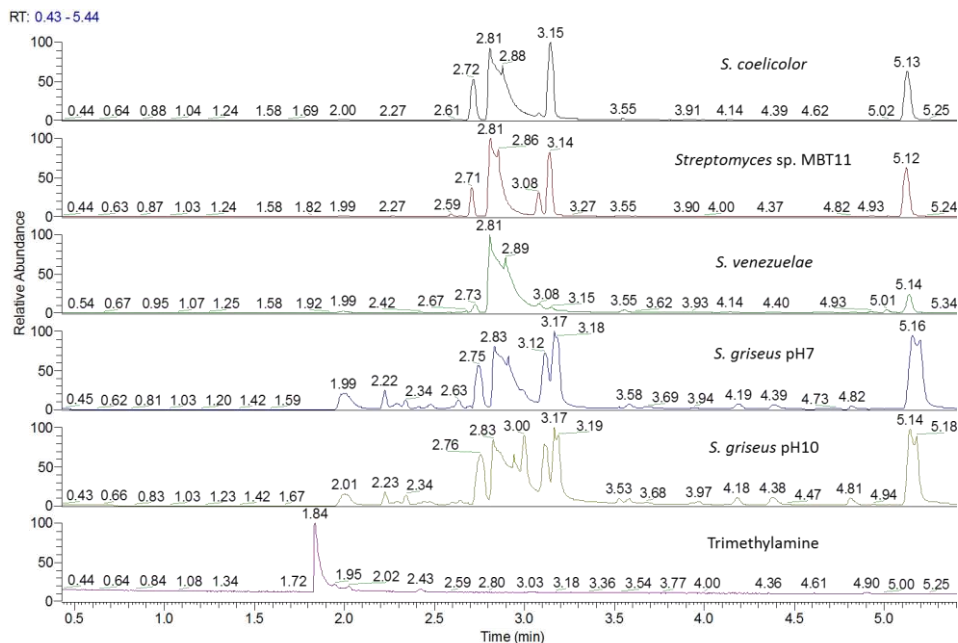 RT: 0.43 - 5.44
Relative Abundance
100
50
0
0.44 0.64 0.88 1.04 1.24 1.58 1.69 2.00 2.27 2.61 2.72 2.81 2.88 3.15 3.55 3.91 4.14 4.39 4.62 5.02 5.13 5.25
S. coelicolor
100
50
0
0.44 0.63 0.87 1.03 1.24 1.58 1.82 1.99 2.27 2.59 2.71 2.81 2.86 3.08 3.14 3.27 3.55 3.90 4.00 4.37 4.82 4.93 5.12 5.24
Streptomyces sp. MBT11
100
50
0
0.54 0.67 0.95 1.07 1.25 1.58 1.92 1.99 2.42 2.67 2.73 2.81 2.89 3.08 3.15 3.55 3.62 3.93 4.14 4.40 4.93 5.01 5.14 5.34
S. venezuelae
100
50
0
0.45 0.62 0.81 1.03 1.20 1.42 1.59 1.99 2.22 2.34 2.63 2.75 2.83 3.12 3.17 3.18 3.58 3.69 3.94 4.19 4.39 4.73 4.82 5.16
S. griseus pH7
100
50
0
0.43 0.66 0.83 1.03 1.23 1.42 1.67 2.01 2.23 2.34 2.76 2.83 3.00 3.17 3.19 3.53 3.68 3.97 4.18 4.38 4.47 4.81 4.94 5.14 5.18
S. griseus pH10
100
50
0
0.44 0.64 0.84 1.08 1.34 1.72 1.84 1.95 2.02 2.43 2.59 2.80 3.03 3.18 3.36 3.54 3.77 4.00 4.36 4.61 4.90 5.00 5.25
Trimethylamine
0.5 1.0 1.5 2.0 2.5 3.0 3.5 4.0 4.5 5.0
Time (min)